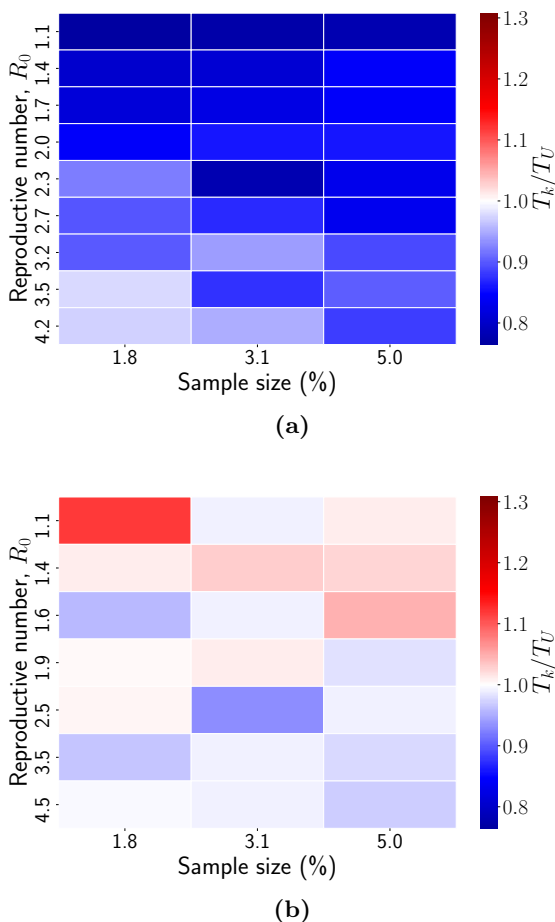 1.1
1.4
1.7
2.0
2.3
2.7
3.2
3.5
4.2
Reproductive number, R₀
1.8 3.1 5.0
Sample size (%)
1.3
1.2
1.1
1.0
0.9
0.8
T_k/T_U
(a)
1.1
1.4
1.6
1.9
2.5
3.5
4.5
Reproductive number, R₀
1.8 3.1 5.0
Sample size (%)
1.3
1.2
1.1
1.0
0.9
0.8
T_k/T_U
(b)